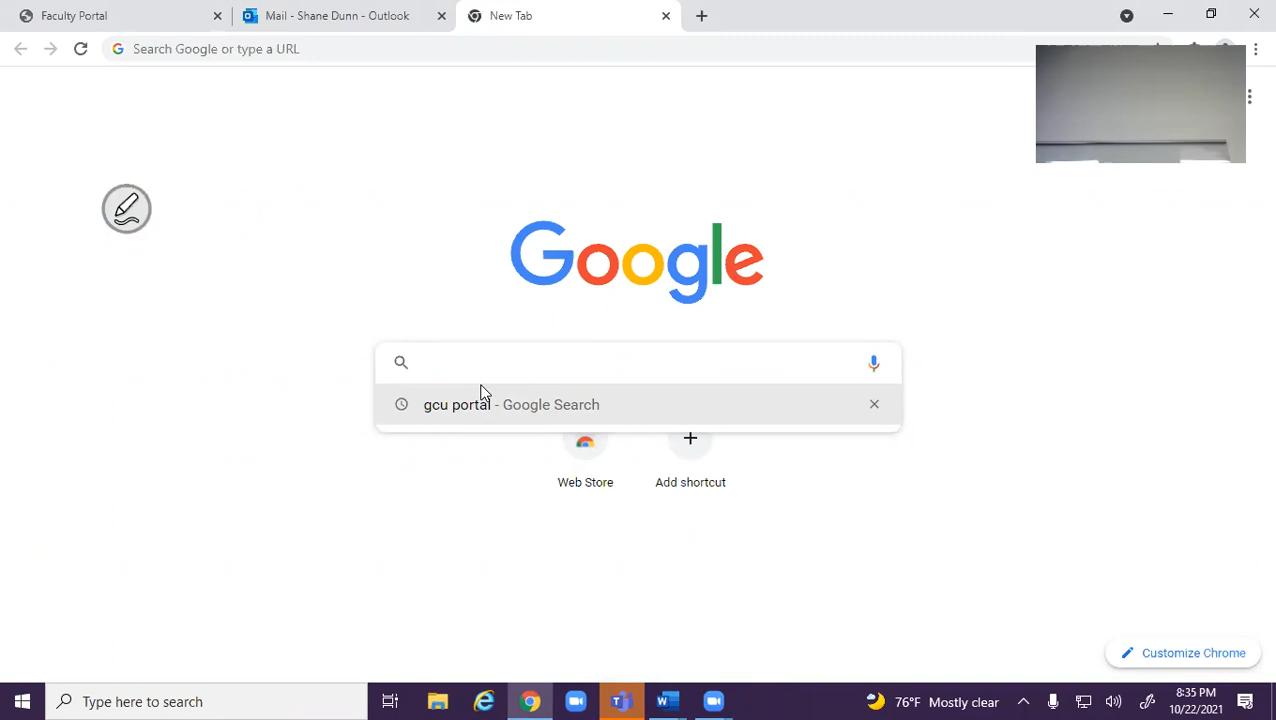 Faculty Portal
Mail - Shane Dunn - Outlook
New Tab
Search Google or type a URL
Google
gcu portal - Google Search
Web Store
Add shortcut
Customize Chrome
Type here to search
76°F Mostly clear
8:35 PM
10/22/2021